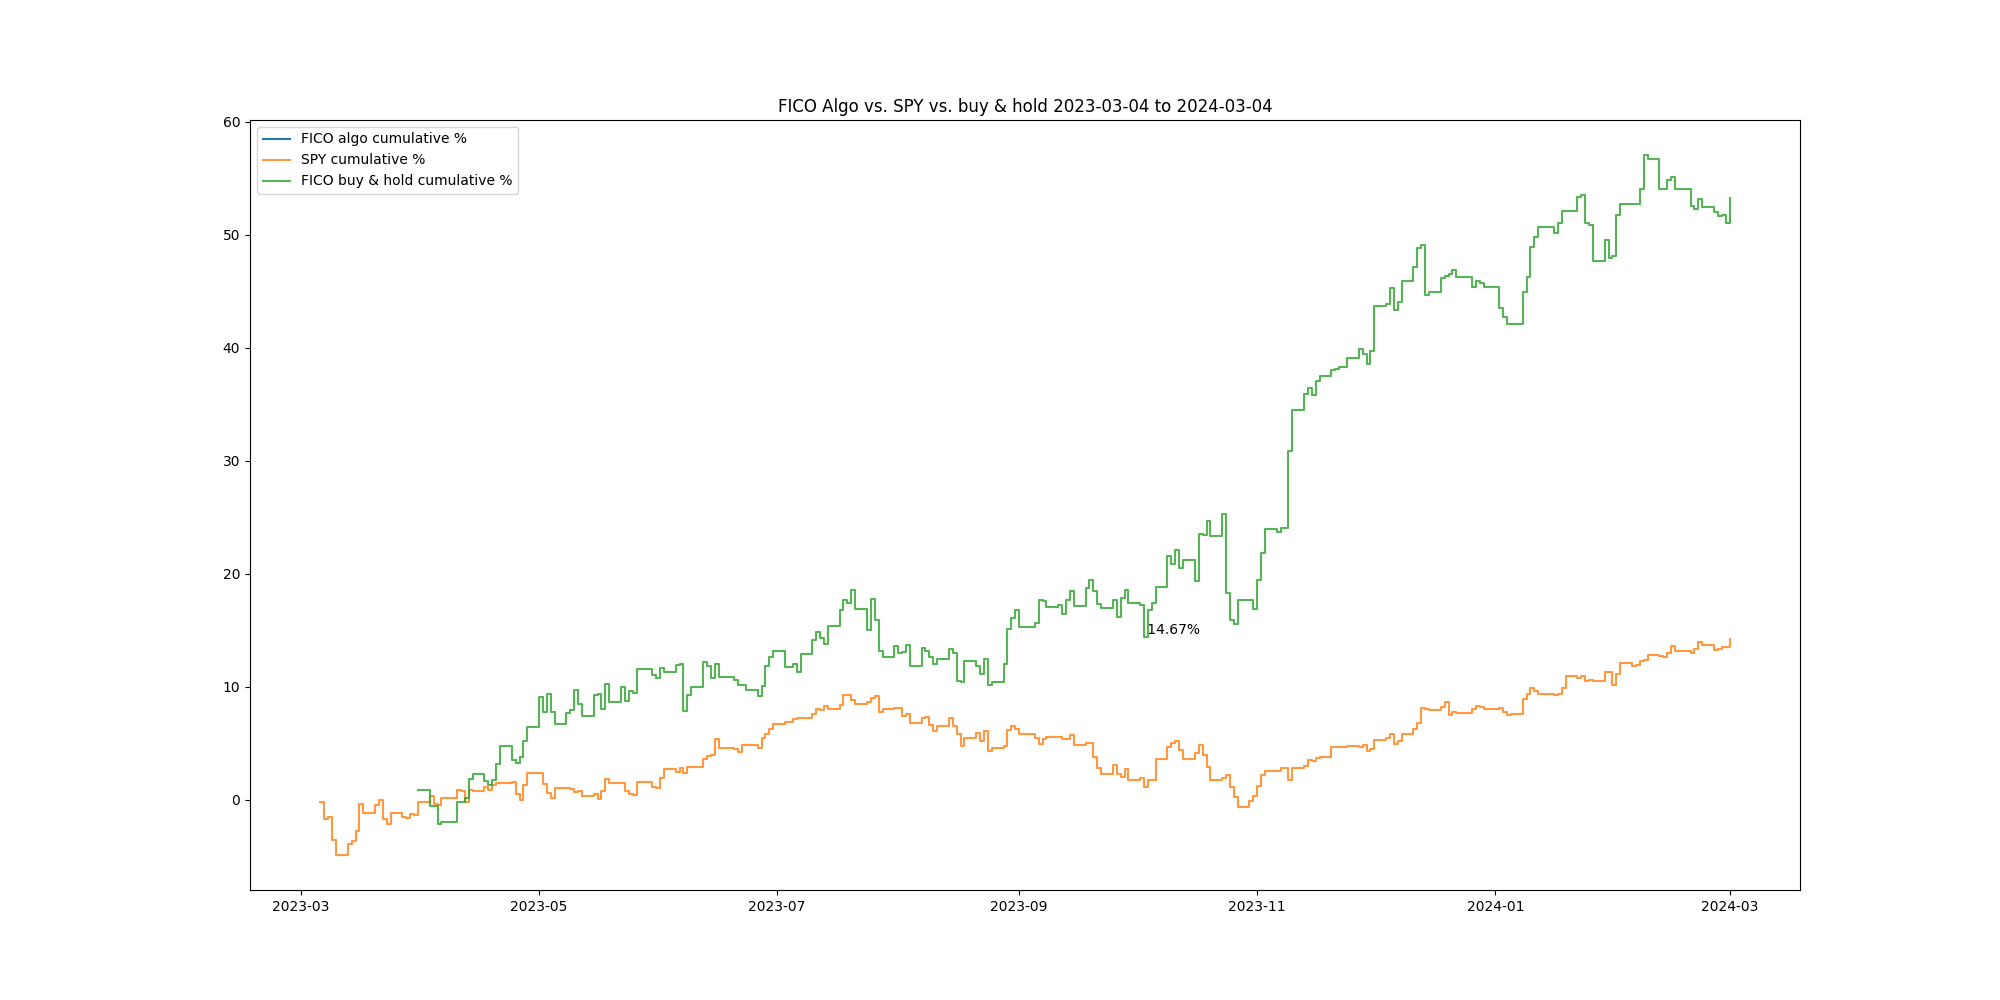 FICO Algo vs. SPY vs. buy & hold 2023-03-04 to 2024-03-04
FICO algo cumulative %
SPY cumulative %
FICO buy & hold cumulative %
60
50
40
30
20
10
0
14.67%
2023-03 2023-05 2023-07 2023-09 2023-11 2024-01 2024-03